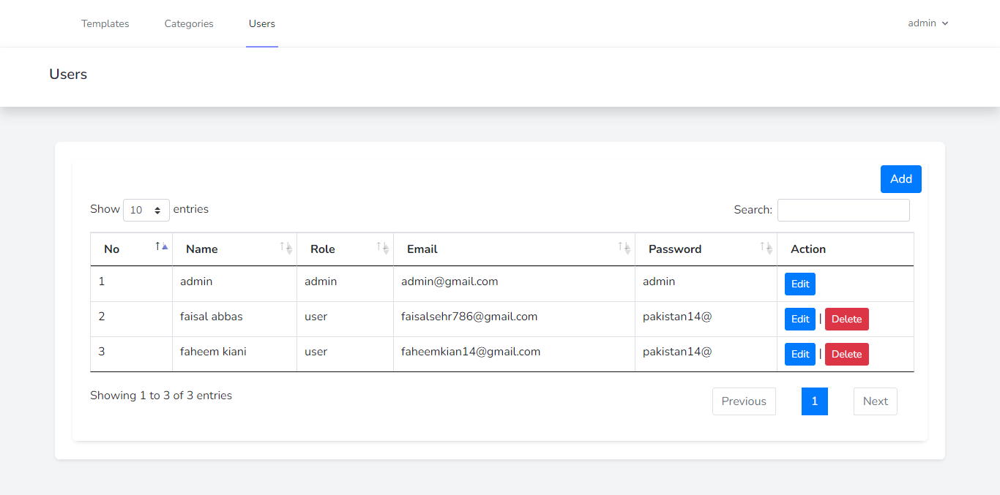 Templates Categories Users admin
Users
Add
Show 10 entries Search:
No Name Role Email Password Action
1 admin admin admin@gmail.com admin Edit
2 faisal abbas user faisalsehr786@gmail.com pakistan14@ Edit | Delete
3 faheem kiani user faheemkian14@gmail.com pakistan14@ Edit | Delete
Showing 1 to 3 of 3 entries Previous 1 Next